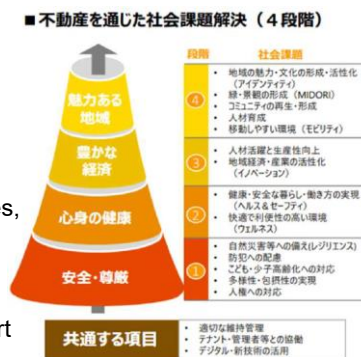 ■不動産を通じた社会課題解決（４段階）
段階
社会課題
魅力ある
地域
④
• 地域の魅力・文化の形成・活性化
（アイデンティティ）
• 緑・景観の形成（MIDORI）
• コミュニティの再生・形成
• 人材育成
• 移動しやすい環境（モビリティ）
豊かな
経済
③
• 人材活躍と生産性向上
• 地域経済・産業の活性化
（イノベーション）
心身の健康
②
• 健康・安全な暮らし・働き方の実現
（ヘルス＆セーフティ）
• 快適で利便性の高い環境
（ウェルネス）
es,
安全・尊厳
①
• 自然災害等への備え（レジリエンス）
• 防犯への配慮
• こども・少子高齢化への対応
• 多様性・包摂性の実現
• 人権への対応
rt
共通する項目
• 適切な維持管理
• テナント・管理者等との協働
• デジタル・新技術の活用